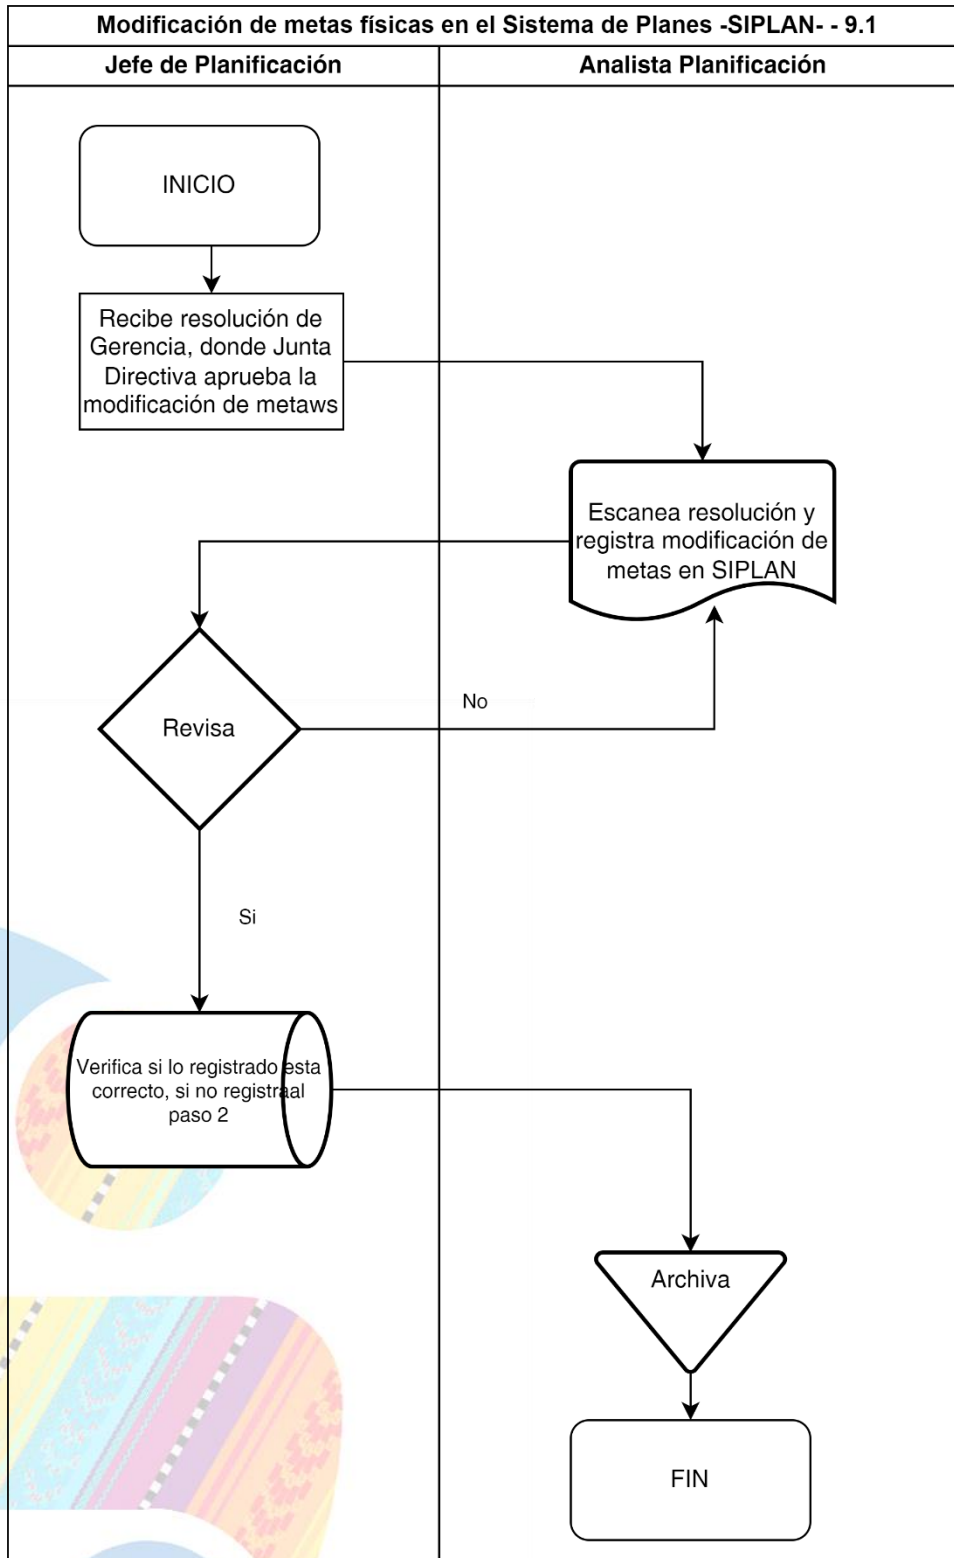 Modificación de metas físicas en el Sistema de Planes -SIPLAN- - 9.1
Jefe de Planificación
Analista Planificación
INICIO
Recibe resolución de
Gerencia, donde Junta
Directiva aprueba la
modificación de metaws
Escanea resolución y
registra modificación de
metas en SIPLAN
Revisa
No
Si
Verifica si lo registrado esta
correcto, si no registraal
paso 2
Archiva
FIN